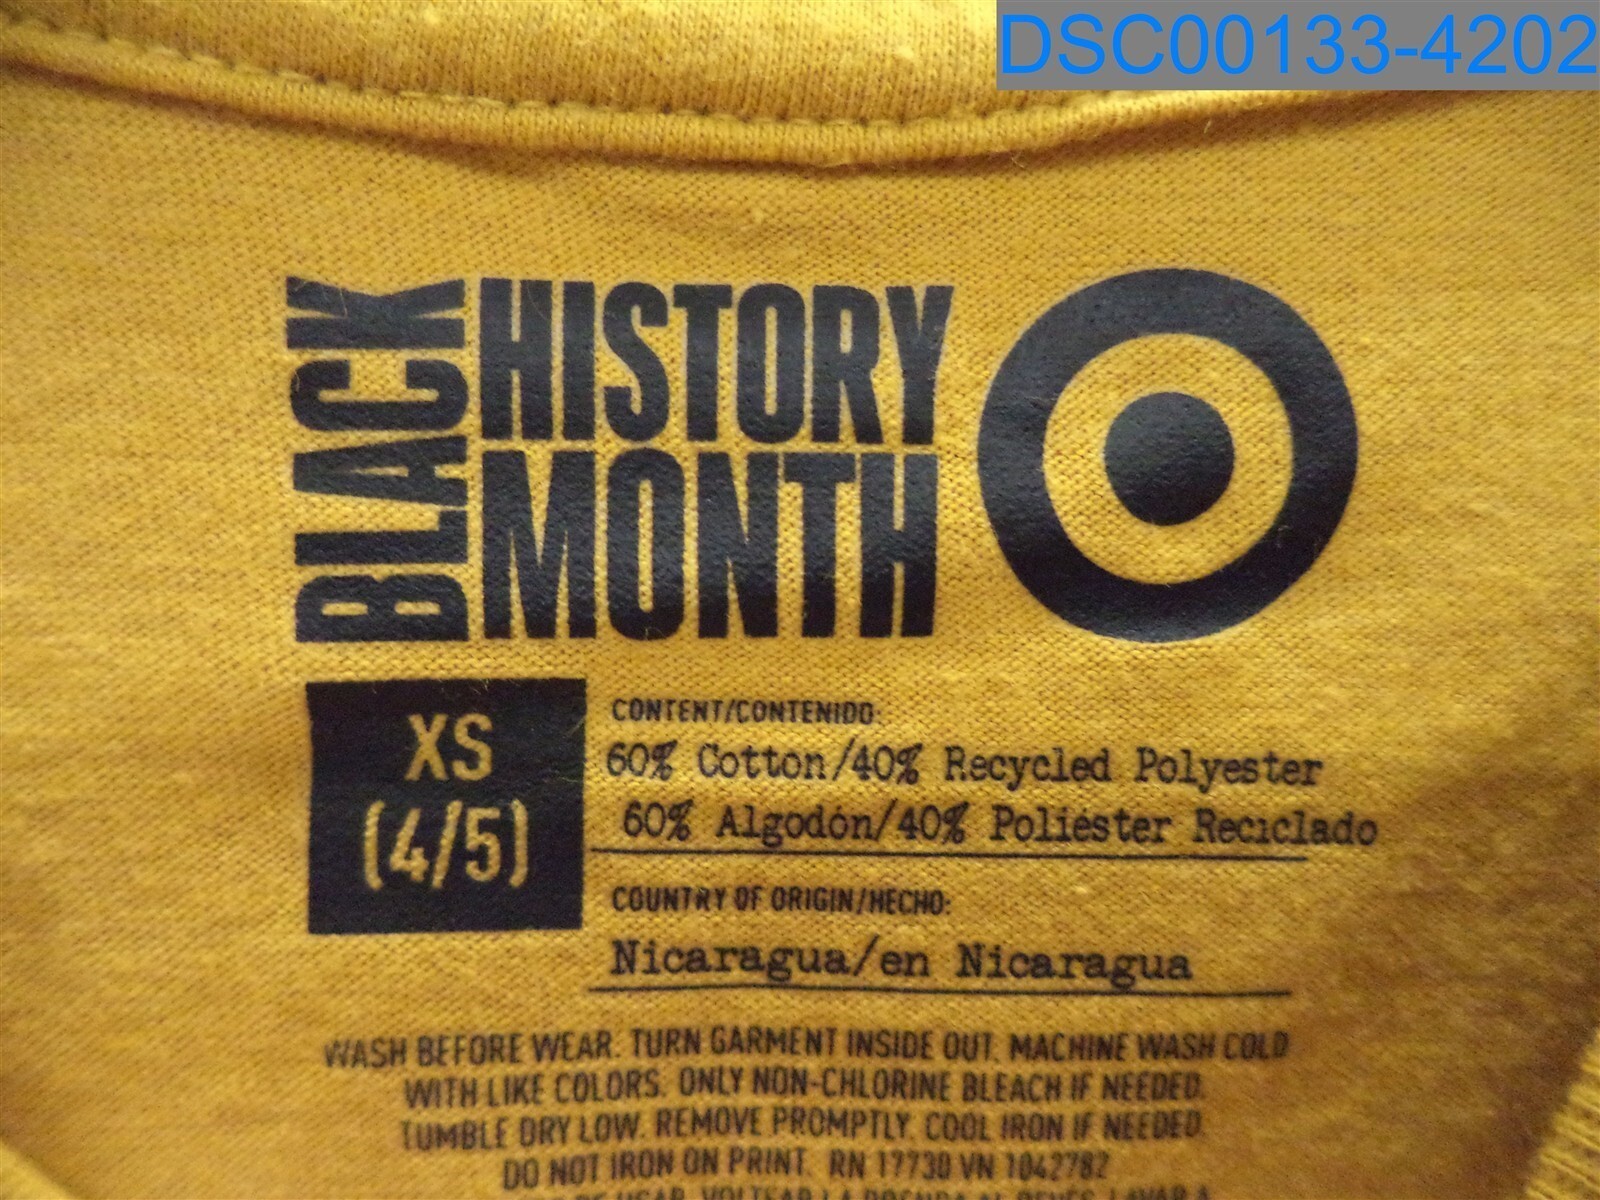 DSC00133-4202
BLACK
HISTORY
MONTH
XS
(4/5)
CONTENT/CONTENIDO:
60% Cotton/40% Recycled Polyester
60% Algodón/40% Poliéster Reciclado
COUNTRY OF ORIGIN/HECHO:
Nicaragua/en Nicaragua
WASH BEFORE WEAR. TURN GARMENT INSIDE OUT. MACHINE WASH COLD
WITH LIKE COLORS. ONLY NON-CHLORINE BLEACH IF NEEDED.
TUMBLE DRY LOW. REMOVE PROMPTLY. COOL IRON IF NEEDED.
DO NOT IRON ON PRINT. RN 17730 VN 1042782